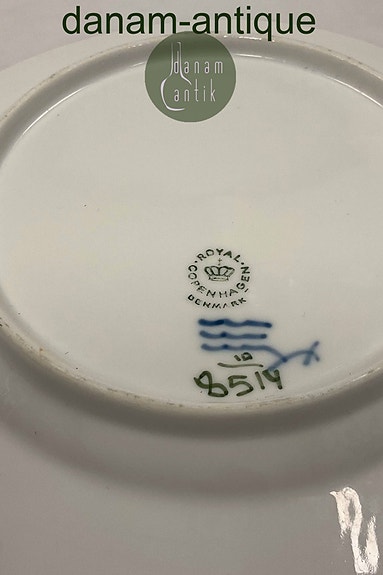 danam-antique
danam
antik
ROYAL
COPENHAGEN
DENMARK
10
8514